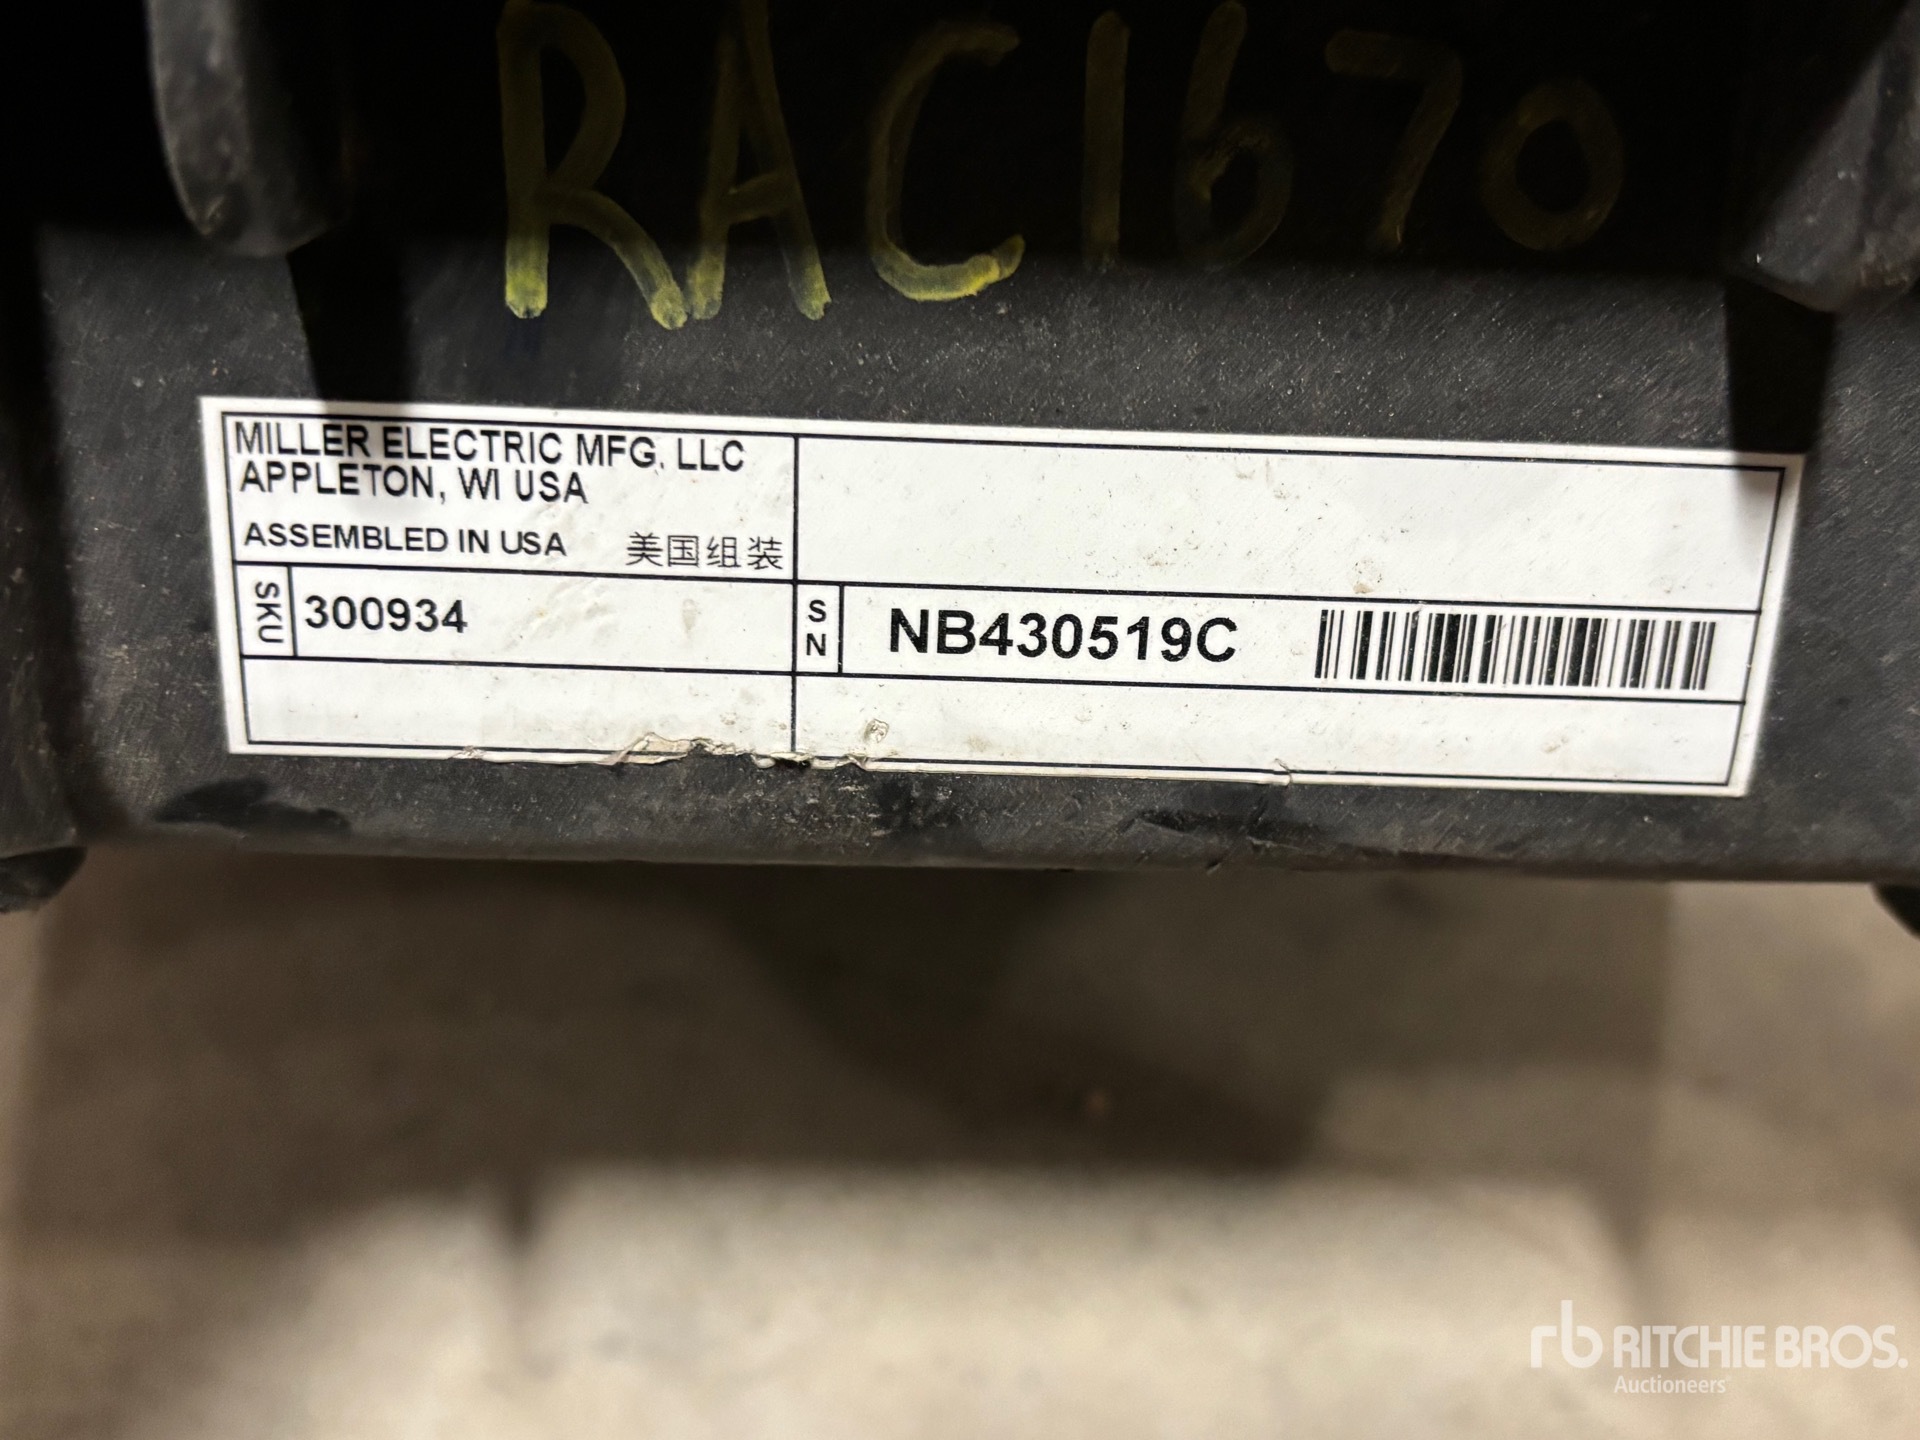 RAC1670
MILLER ELECTRIC MFG. LLC
APPLETON, WI USA
ASSEMBLED IN USA 美国组装
SKU 300934 SN NB430519C
rb RITCHIE BROS.
Auctioneers